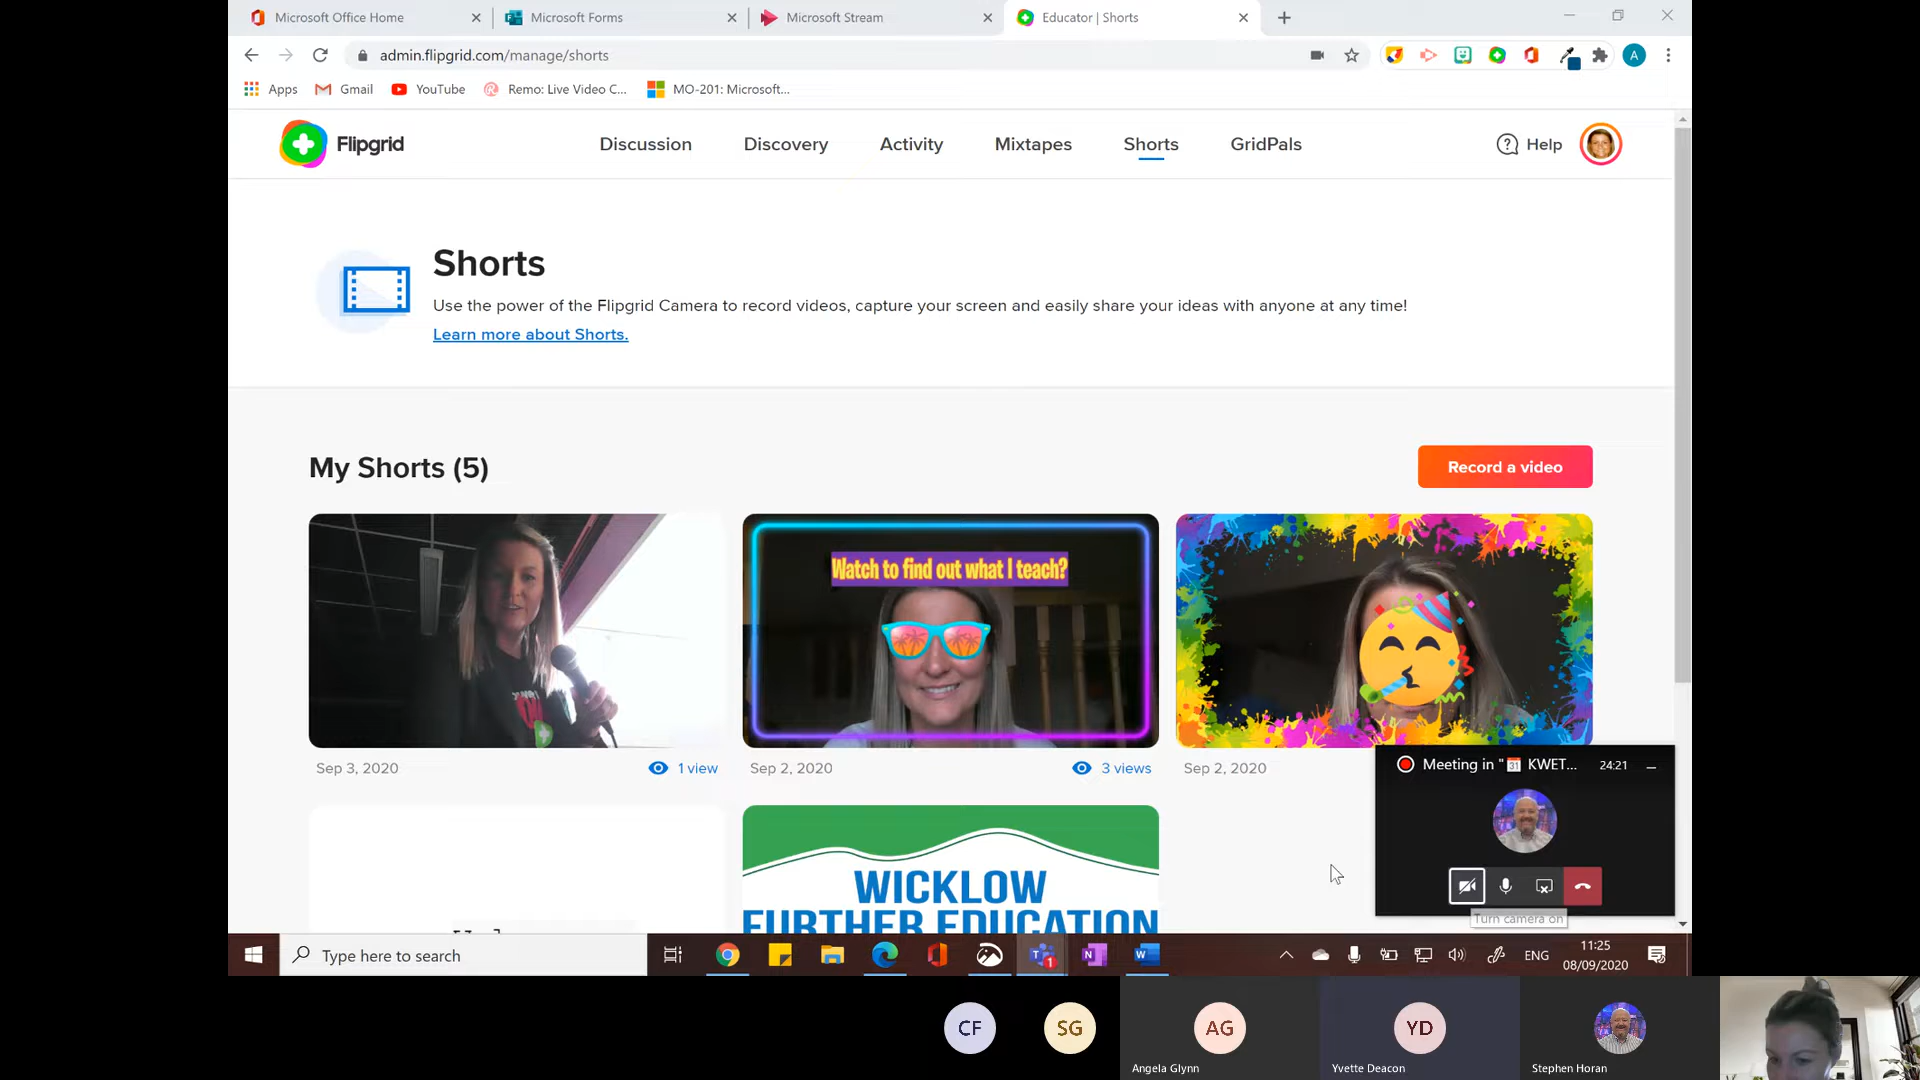 Microsoft Office Home
Microsoft Forms
Microsoft Stream
Educator | Shorts
admin.flipgrid.com/manage/shorts
A
Apps
Gmail
YouTube
Remo: Live Video C...
MO-201: Microsoft...
Flipgrid
Discussion
Discovery
Activity
Mixtapes
Shorts
GridPals
Help
Shorts
Use the power of the Flipgrid Camera to record videos, capture your screen and easily share your ideas with anyone at any time!
Learn more about Shorts.
My Shorts (5)
Record a video
Watch to find out what I teach?
Sep 3, 2020
1 view
Sep 2, 2020
3 views
Sep 2, 2020
Meeting in "📅 KWET...
24:21
Turn camera on
WICKLOW
FURTHER EDUCATION
Type here to search
ENG
11:25
08/09/2020
CF
SG
AG
YD
Angela Glynn
Yvette Deacon
Stephen Horan